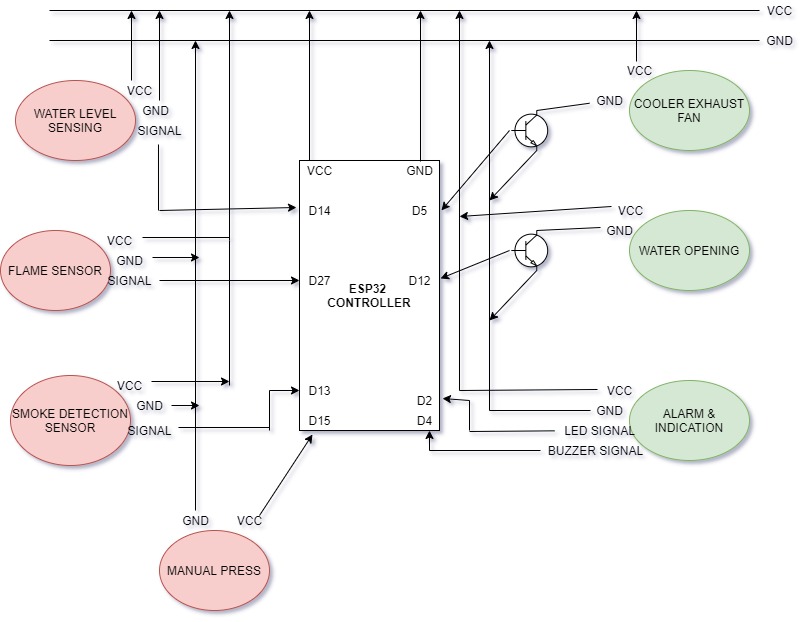 VCC
GND
VCC
GND
SIGNAL
WATER LEVEL
SENSING
VCC
GND
COOLER EXHAUST
FAN
VCC
GND
D14
D5
VCC
GND
WATER OPENING
VCC
GND
SIGNAL
FLAME SENSOR
D27
D12
ESP32
CONTROLLER
VCC
GND
SIGNAL
SMOKE DETECTION
SENSOR
D13
D15
D2
D4
VCC
GND
LED SIGNAL
BUZZER SIGNAL
ALARM &
INDICATION
GND
VCC
MANUAL PRESS